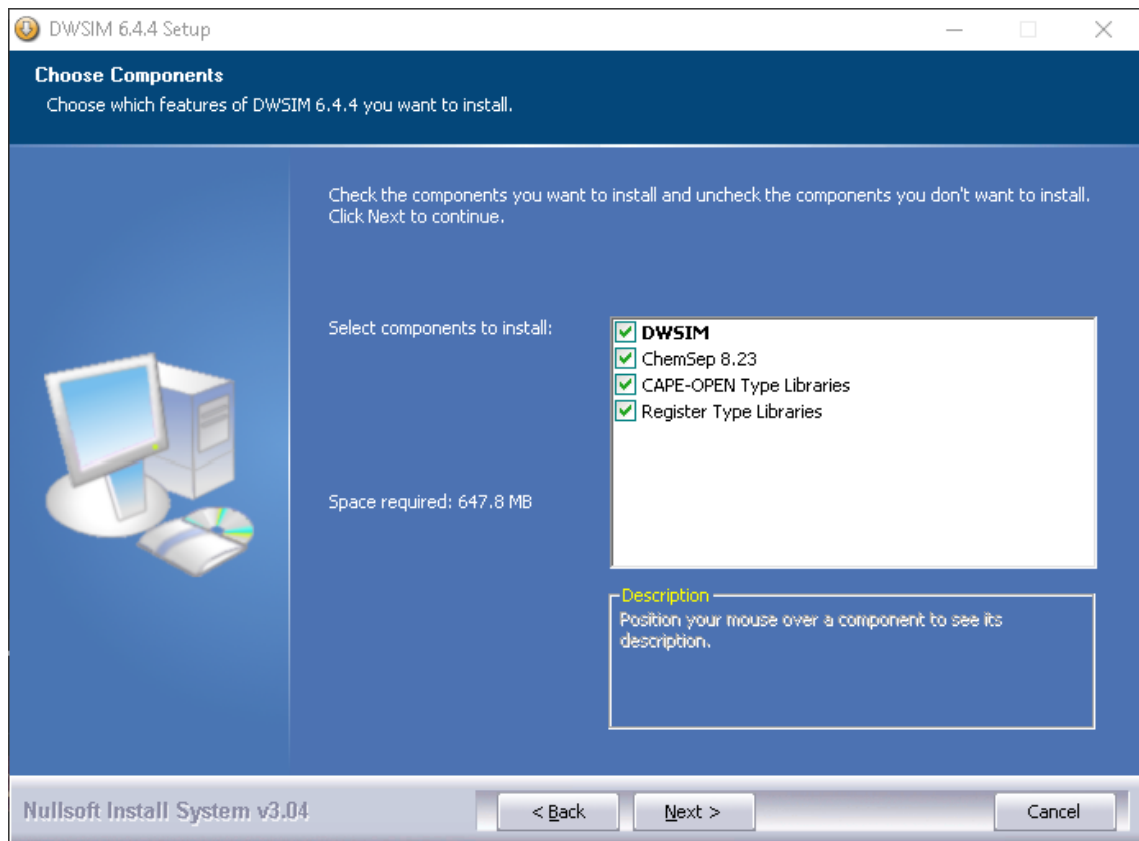 DWSIM 6.4.4 Setup
Choose Components
Choose which features of DWSIM 6.4.4 you want to install.
Check the components you want to install and uncheck the components you don't want to install.
Click Next to continue.
Select components to install:
DWSIM
ChemSep 8.23
CAPE-OPEN Type Libraries
Register Type Libraries
Space required: 647.8 MB
Description
Position your mouse over a component to see its
description.
Nullsoft Install System v3.04
< Back
Next >
Cancel